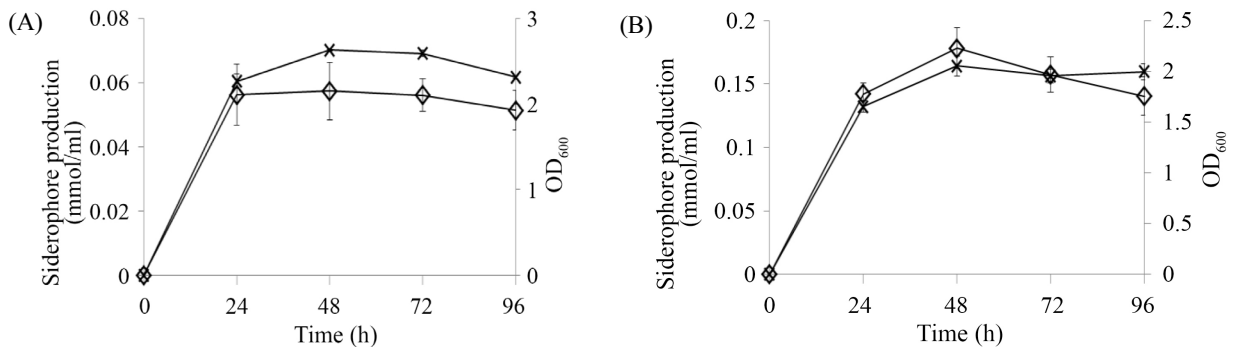 (A)
Siderophore production
(mmol/ml)
0.08
0.06
0.04
0.02
0
3
2
1
0
OD600
0 24 48 72 96
Time (h)
(B)
Siderophore production
(mmol/ml)
0.2
0.15
0.1
0.05
0
2.5
2
1.5
1
0.5
0
OD600
0 24 48 72 96
Time (h)